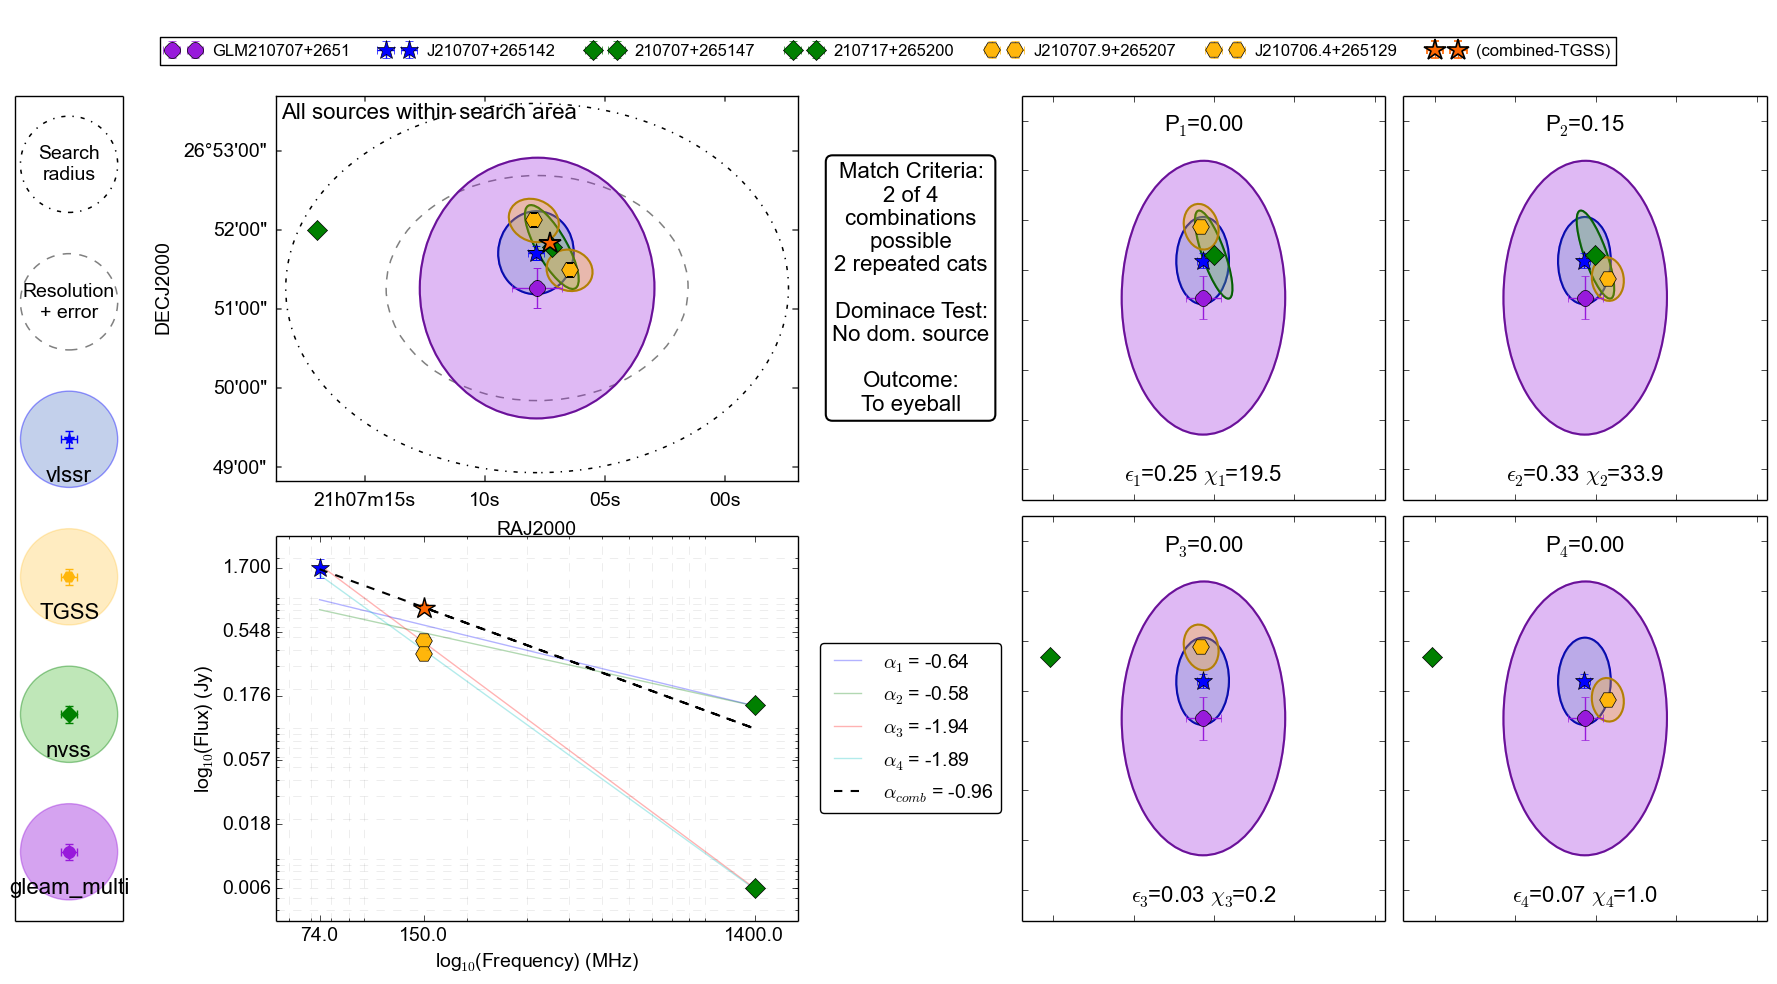 GLM210707+2651 J210707+265142 210707+265147 210717+265200 J210707.9+265207 J210706.4+265129 (combined-TGSS)
Search
radius
Resolution
+ error
vlssr
TGSS
nvss
gleam_multi
All sources within search area
DECJ2000
26°53'00"
52'00"
51'00"
50'00"
49'00"
21h07m15s 10s 05s 00s
RAJ2000
Match Criteria:
2 of 4
combinations
possible
2 repeated cats
Dominace Test:
No dom. source
Outcome:
To eyeball
P₁=0.00
ϵ₁=0.25 χ₁=19.5
P₂=0.15
ϵ₂=0.33 χ₂=33.9
log₁₀(Flux) (Jy)
1.700
0.548
0.176
0.057
0.018
0.006
74.0 150.0 1400.0
log₁₀(Frequency) (MHz)
α₁ = -0.64
α₂ = -0.58
α₃ = -1.94
α₄ = -1.89
α_comb = -0.96
P₃=0.00
ϵ₃=0.03 χ₃=0.2
P₄=0.00
ϵ₄=0.07 χ₄=1.0